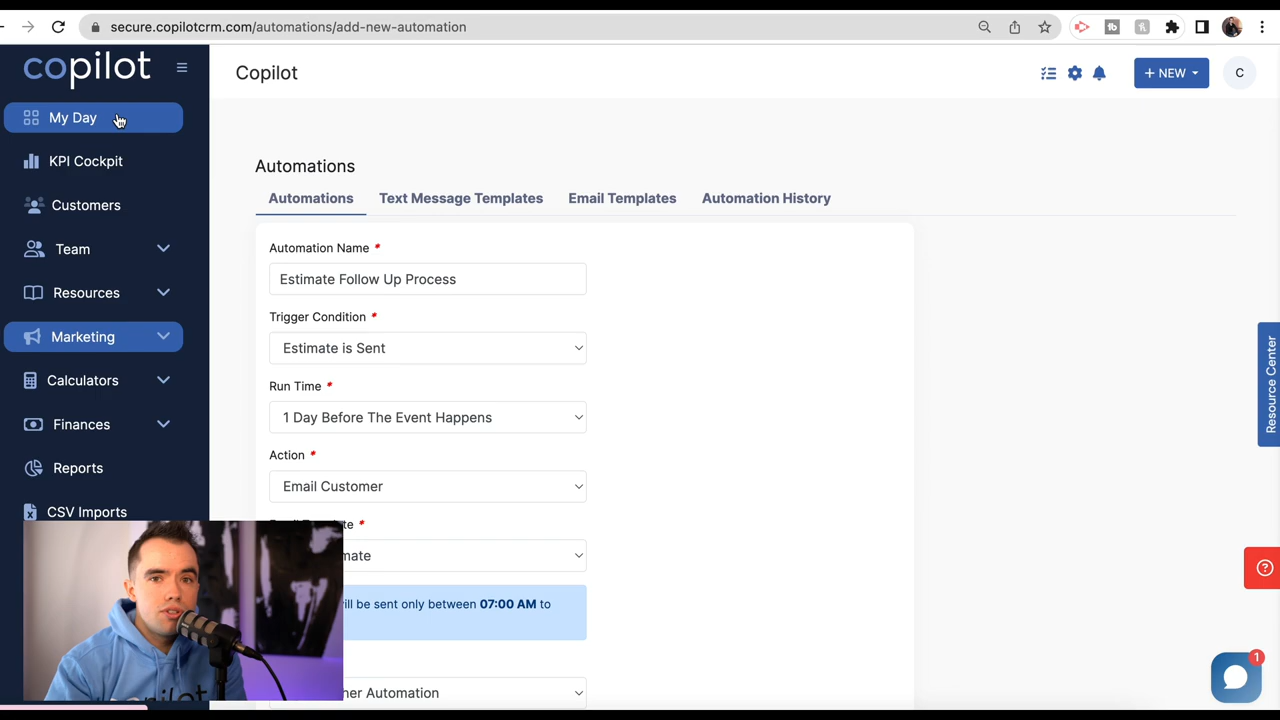 secure.copilotcrm.com/automations/add-new-automation
copilot
Copilot
+ NEW
C
My Day
KPI Cockpit
Customers
Team
Resources
Marketing
Calculators
Finances
Reports
CSV Imports
Automations
Automations Text Message Templates Email Templates Automation History
Automation Name *
Estimate Follow Up Process
Trigger Condition *
Estimate is Sent
Run Time *
1 Day Before The Event Happens
Action *
Email Customer
*
be sent only between 07:00 AM to
Automation
Resource Center
1